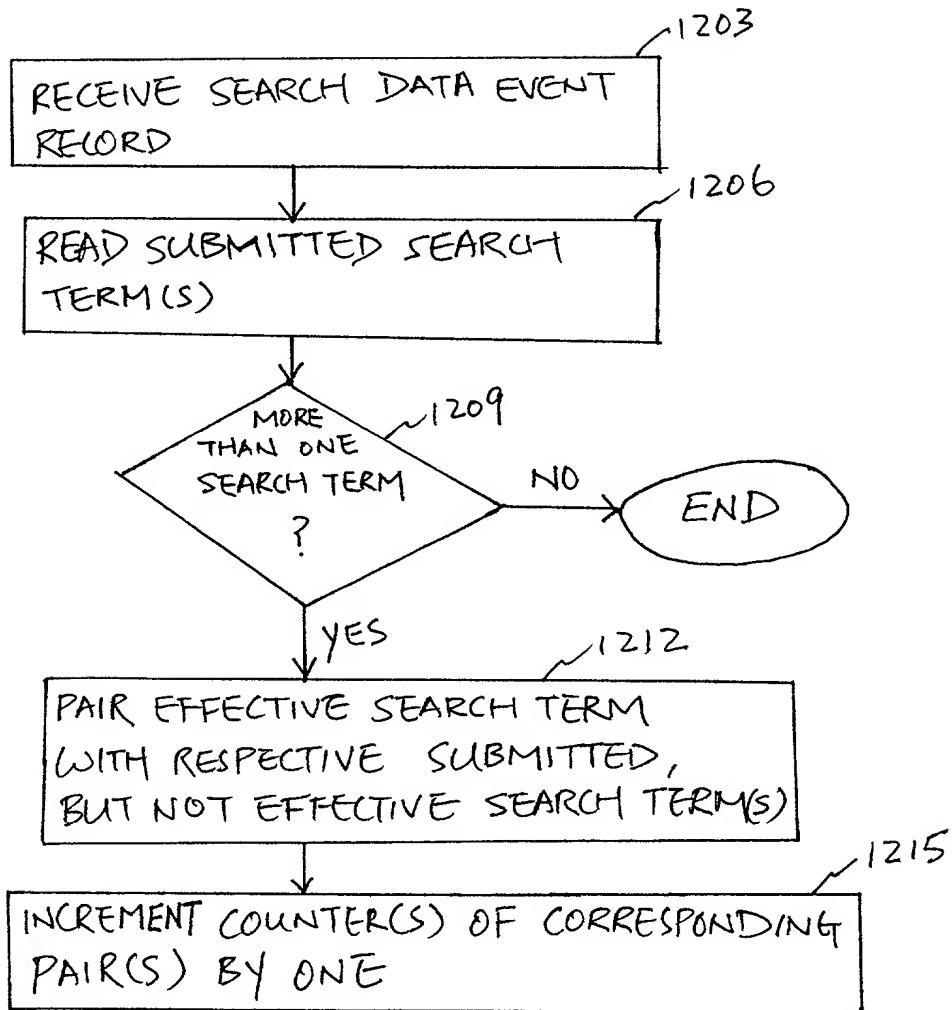 1203
RECEIVE SEARCH DATA EVENT
RECORD
1206
READ SUBMITTED SEARCH
TERM(S)
1209
MORE
THAN ONE
SEARCH TERM
?
NO
END
YES
1212
PAIR EFFECTIVE SEARCH TERM
WITH RESPECTIVE SUBMITTED,
BUT NOT EFFECTIVE SEARCH TERM(S)
1215
INCREMENT COUNTER(S) OF CORRESPONDING
PAIR(S) BY ONE